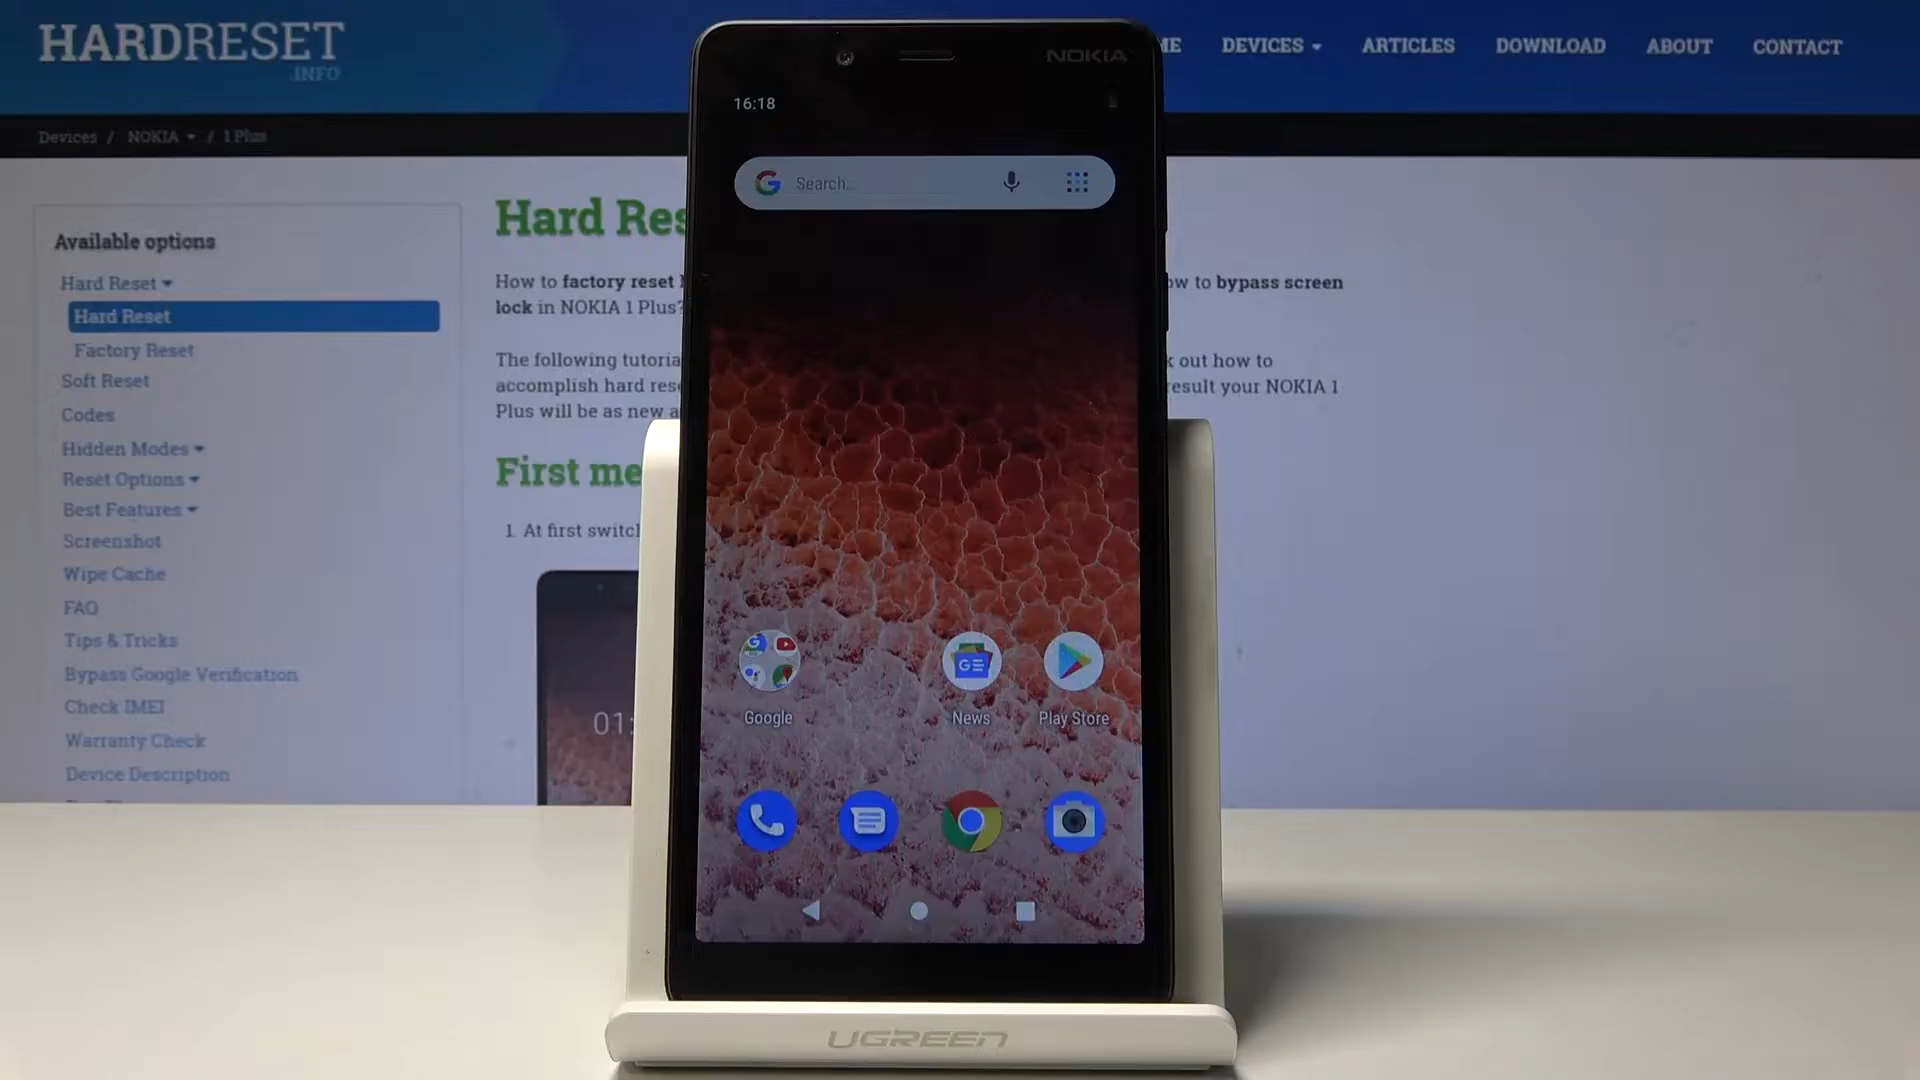 HARDRESET
.INFO
ME DEVICES ARTICLES DOWNLOAD ABOUT CONTACT
Devices / NOKIA / 1 Plus
Available options
Hard Reset
Hard Reset
Factory Reset
Soft Reset
Codes
Hidden Modes
Reset Options
Best Features
Screenshot
Wipe Cache
FAQ
Tips & Tricks
Bypass Google Verification
Check IMEI
Warranty Check
Device Description
Hard Res
How to factory reset
ow to bypass screen
lock in NOKIA 1 Plus?
The following tutoria
k out how to
accomplish hard rese
result your NOKIA 1
Plus will be as new a
First me
1. At first switch
01:
NOKIA
16:18
Search...
GE
Google
News
Play Store
UGREEN